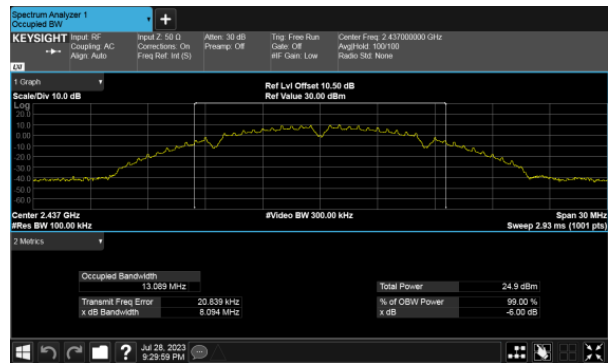 Spectrum Analyzer 1
Occupied BW
KEYSIGHT Input: RF Input Z: 50 Ω Atten: 30 dB Trig: Free Run Center Freq: 2.437000000 GHz
Coupling: AC Corrections: On Preamp: Off Gate: Off Avg|Hold: 100/100
Align: Auto Freq Ref: Int (S) #IF Gain: Low Radio Std: None
1 Graph
Ref Lvl Offset 10.50 dB
Scale/Div 10.0 dB Ref Value 30.00 dBm
Log
20.0
10.0
0.00
-10.0
-20.0
-30.0
-40.0
-50.0
-60.0
Center 2.437 GHz #Video BW 300.00 kHz Span 30 MHz
#Res BW 100.00 kHz Sweep 2.93 ms (1001 pts)
2 Metrics
Occupied Bandwidth
13.089 MHz Total Power 24.9 dBm
Transmit Freq Error 20.839 kHz % of OBW Power 99.00 %
x dB Bandwidth 8.094 MHz x dB -6.00 dB
Jul 28, 2023
9:29:59 PM